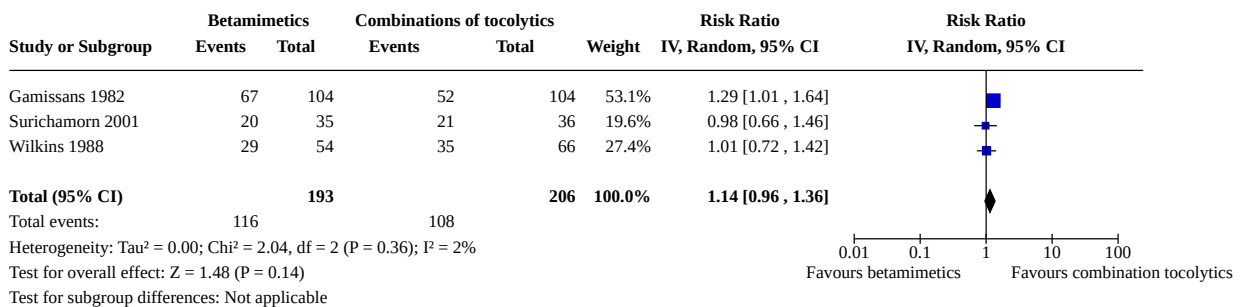 Betamimetics Combinations of tocolytics Risk Ratio Risk Ratio
Study or Subgroup Events Total Events Total Weight IV, Random, 95% CI IV, Random, 95% CI
Gamissans 1982 67 104 52 104 53.1% 1.29 [1.01 , 1.64]
Surichamorn 2001 20 35 21 36 19.6% 0.98 [0.66 , 1.46]
Wilkins 1988 29 54 35 66 27.4% 1.01 [0.72 , 1.42]
Total (95% CI) 193 206 100.0% 1.14 [0.96 , 1.36]
Total events: 116 108
Heterogeneity: Tau² = 0.00; Chi² = 2.04, df = 2 (P = 0.36); I² = 2%
0.01 0.1 1 10 100
Test for overall effect: Z = 1.48 (P = 0.14) Favours betamimetics Favours combination tocolytics
Test for subgroup differences: Not applicable